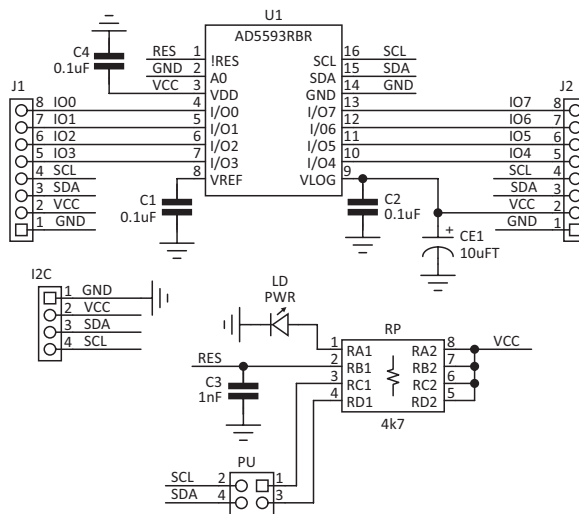 U1
AD5593RBR
C4
0.1uF
RES 1 !RES SCL 16 SCL
GND 2 A0 SDA 15 SDA
VCC 3 VDD GND 14 GND
J1
J2
8 IO0 4 I/O0 I/O7 13 IO7 8
7 IO1 5 I/O1 I/06 12 IO6 7
6 IO2 6 I/O2 I/O5 11 IO5 6
5 IO3 7 I/O3 I/O4 10 IO4 5
4 SCL 8 VREF VLOG 9 SCL 4
3 SDA SDA 3
2 VCC VCC 2
1 GND GND 1
C1
0.1uF
C2
0.1uF
+
CE1
10uFT
I2C
1 GND
2 VCC
3 SDA
4 SCL
LD
PWR
RP
1 RA1 RA2 8 VCC
RES 2 RB1 RB2 7
3 RC1 RC2 6
4 RD1 RD2 5
4k7
C3
1nF
PU
SCL 2 1
SDA 4 3